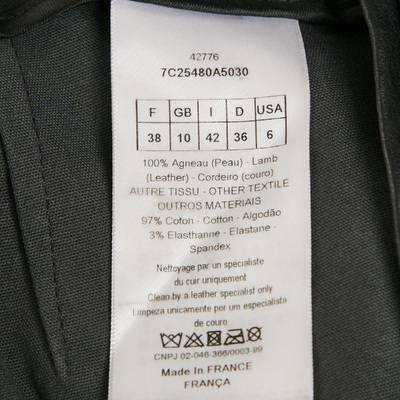 42776
7C25480A5030
F GB I D USA
38 10 42 36 6
100% Agneau (Peau) - Lamb
(Leather) - Cordeiro (couro)
AUTRE TISSU - OTHER TEXTILE
OUTROS MATERIAIS
97% Coton - Cotton - Algodão
3% Elasthanne - Elastane -
Spandex
Nettoyage par un spécialiste
du cuir uniquement
Clean by a leather specialist only
Limpeza unicamente por um especialista
de couro
CNPJ 02-046-366/0003-99
Made In FRANCE
FRANÇA